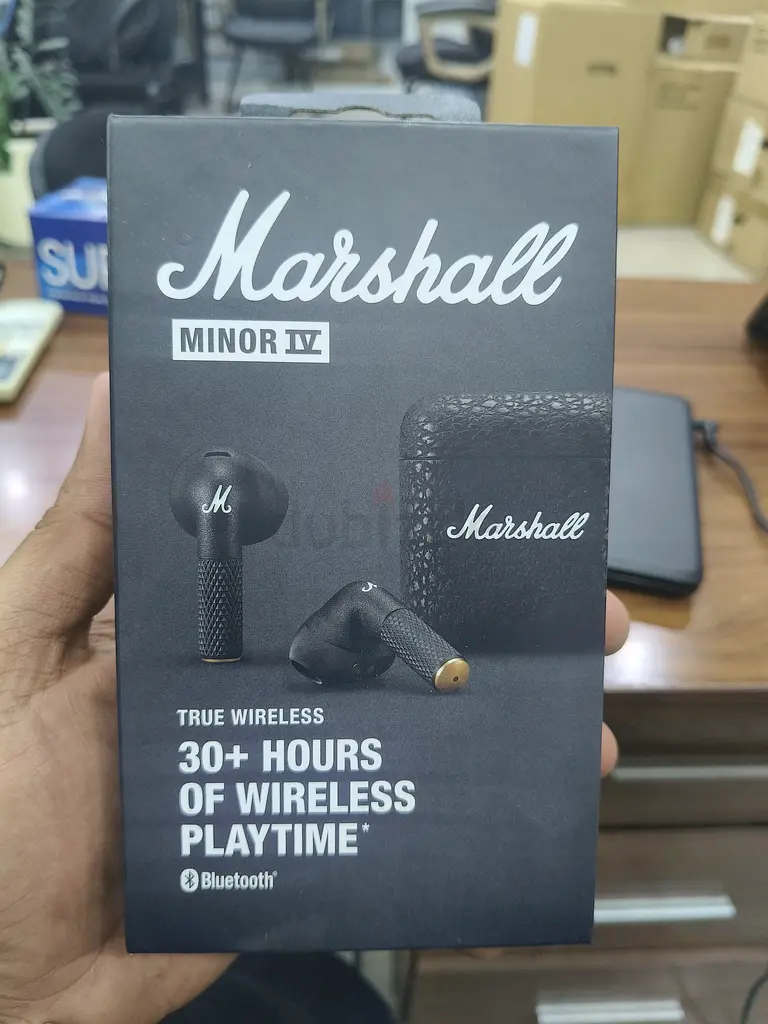 Marshall
MINOR IV
M
Marshall
TRUE WIRELESS
30+ HOURS
OF WIRELESS
PLAYTIME*
Bluetooth®